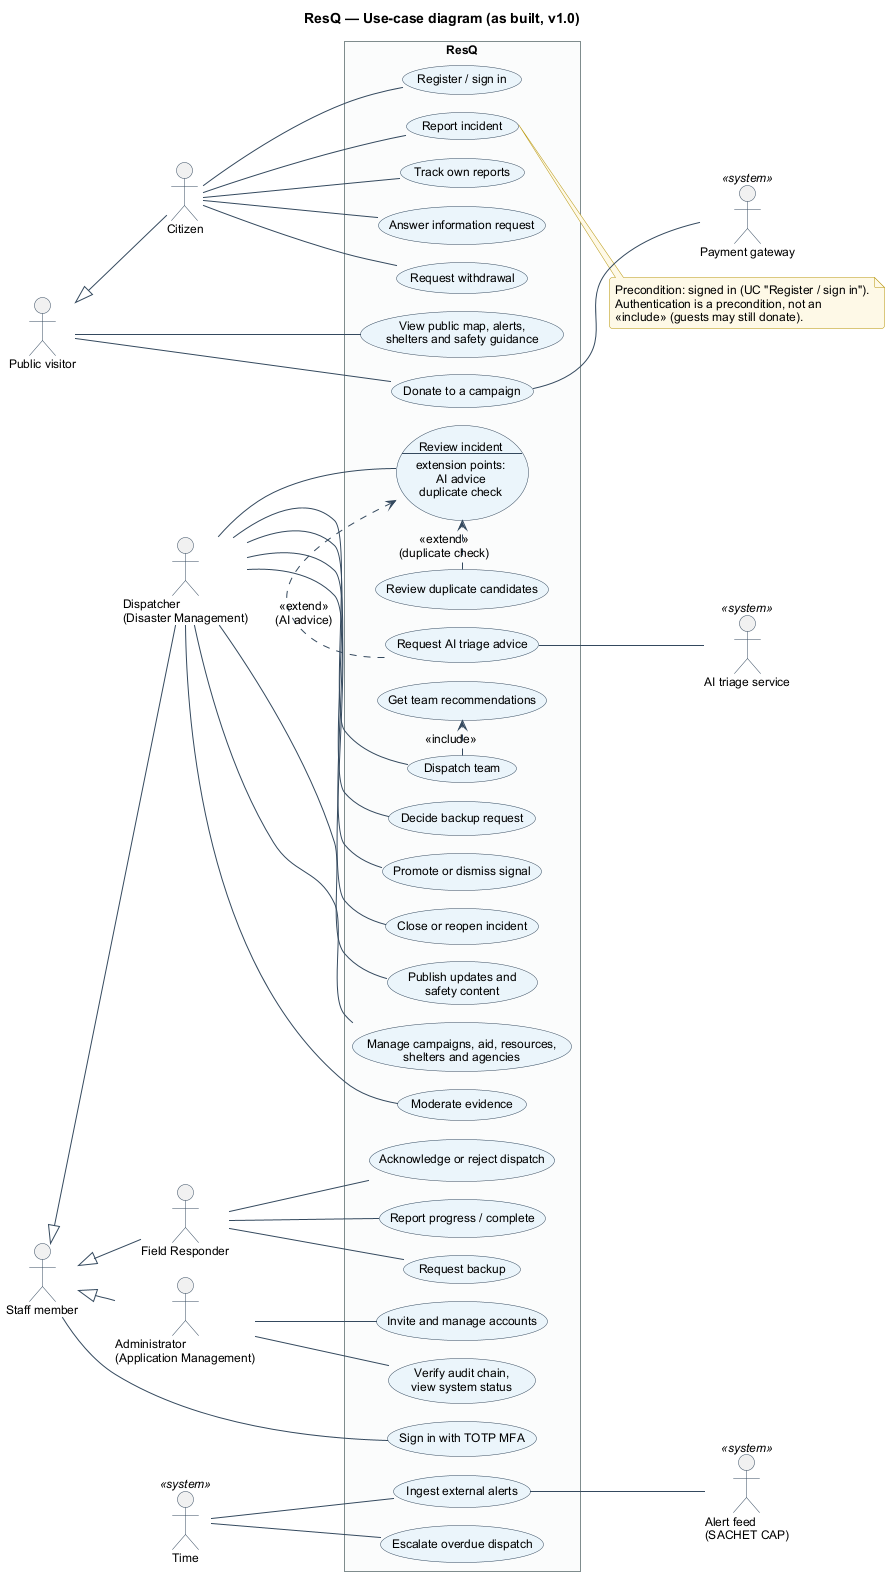 ResQ — Use-case diagram (as built, v1.0)
ResQ
Register / sign in
Report incident
Track own reports
Citizen
«system»
Answer information request
Payment gateway
Request withdrawal
Precondition: signed in (UC "Register / sign in").
Authentication is a precondition, not an
«include» (guests may still donate).
View public map, alerts,
shelters and safety guidance
Public visitor
Donate to a campaign
Review incident
extension points:
AI advice
duplicate check
«extend»
(duplicate check)
Review duplicate candidates
Dispatcher
(Disaster Management)
«extend»
(AI advice)
«system»
Request AI triage advice
AI triage service
Get team recommendations
«include»
Dispatch team
Decide backup request
Promote or dismiss signal
Close or reopen incident
Publish updates and
safety content
Manage campaigns, aid, resources,
shelters and agencies
Moderate evidence
Acknowledge or reject dispatch
Report progress / complete
Field Responder
Request backup
Staff member
Invite and manage accounts
Administrator
(Application Management)
Verify audit chain,
view system status
Sign in with TOTP MFA
«system»
«system»
Ingest external alerts
Alert feed
(SACHET CAP)
Escalate overdue dispatch
Time